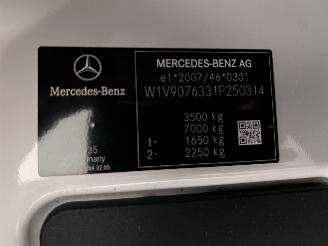 MERCEDES-BENZ AG
e1*2007/46*0301
Mercedes-Benz
W1V9076331P250314
3500 kg
7000 kg
1- 1650 kg
2- 2250 kg